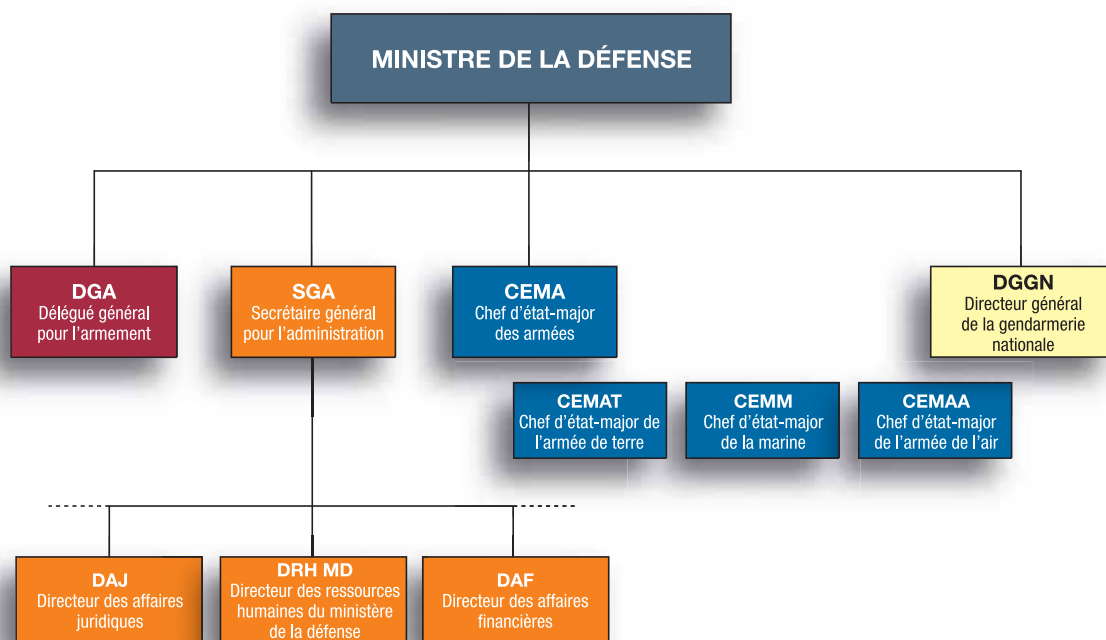 MINISTRE DE LA DÉFENSE
DGA
Délégué général
pour l'armement
SGA
Secrétaire général
pour l'administration
CEMA
Chef d'état-major
des armées
DGGN
Directeur général
de la gendarmerie
nationale
CEMAT
Chef d'état-major de
l'armée de terre
CEMM
Chef d'état-major
de la marine
CEMAA
Chef d'état-major
de l'armée de l'air
DAJ
Directeur des affaires
juridiques
DRH MD
Directeur des ressources
humaines du ministère
de la défense
DAF
Directeur des affaires
financières